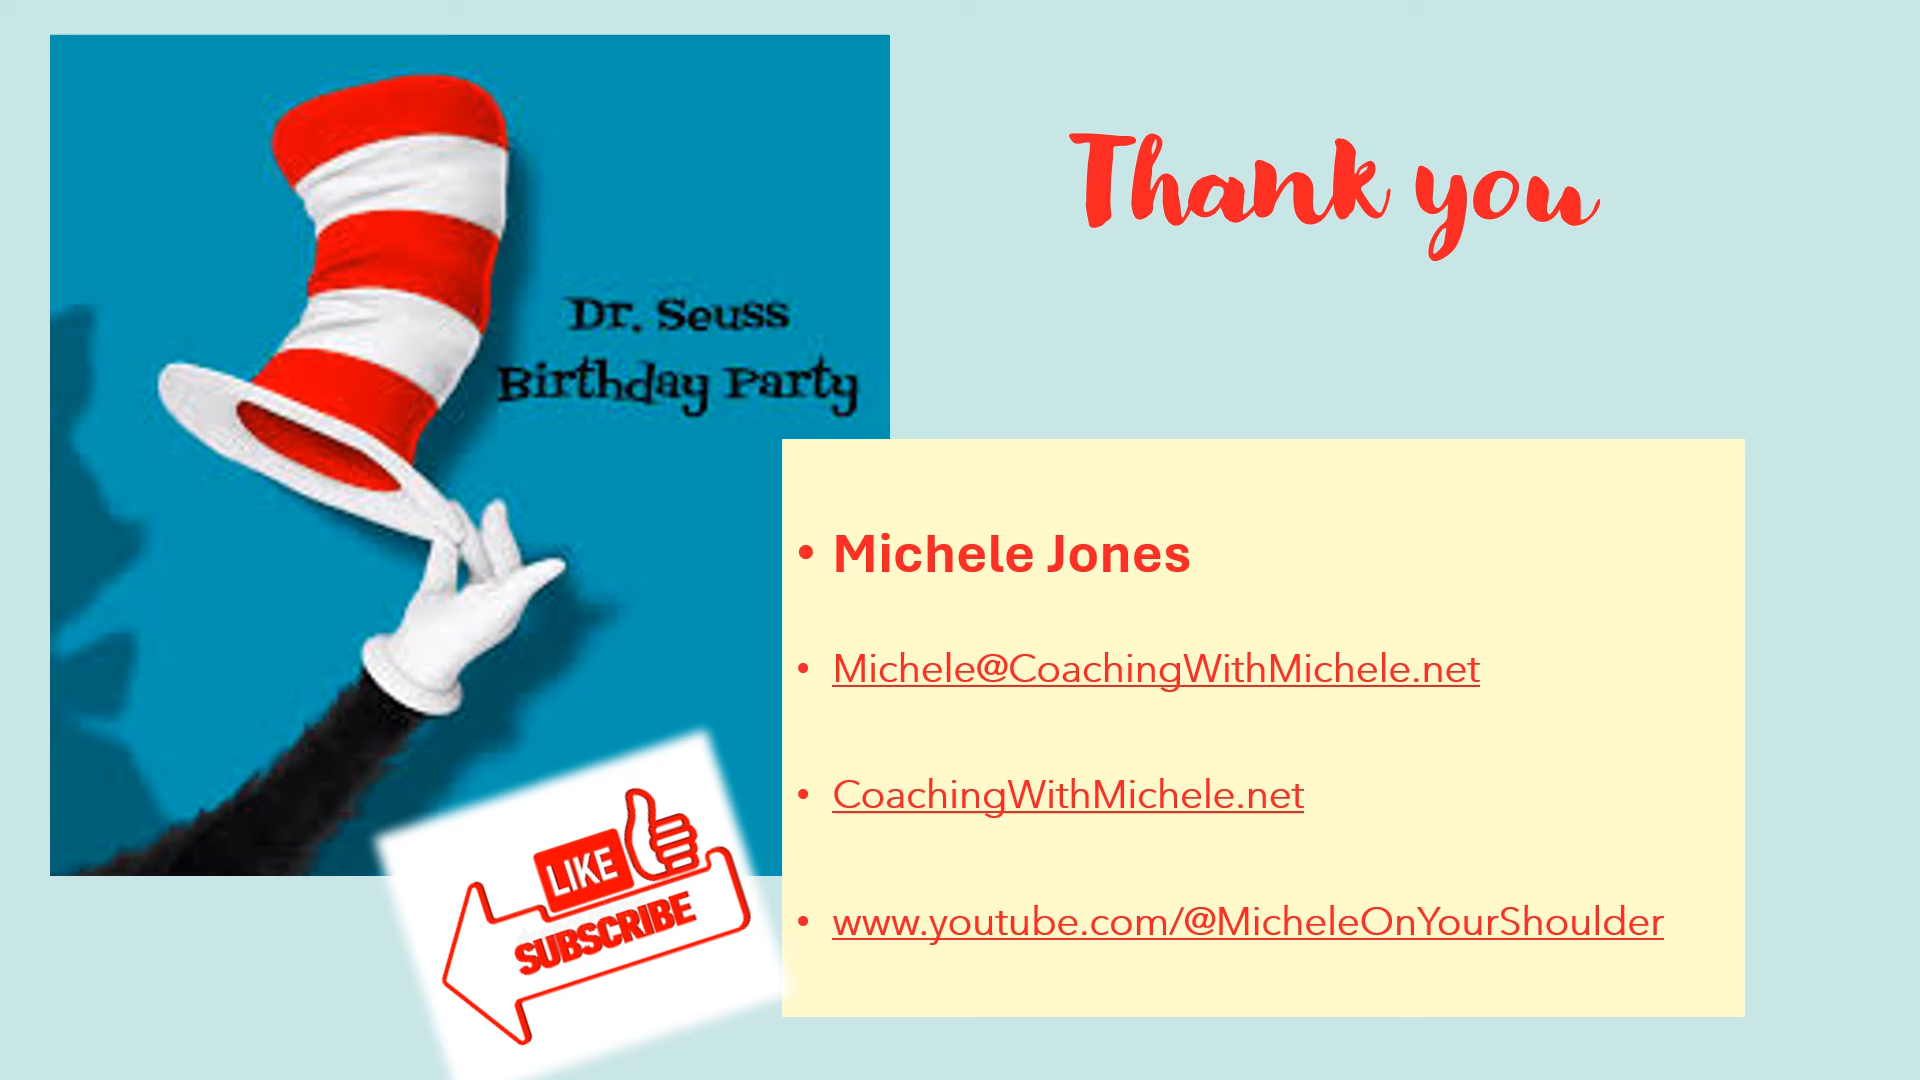 Thank you
Dr. Seuss
Birthday Party
• Michele Jones
• Michele@CoachingWithMichele.net
• CoachingWithMichele.net
• www.youtube.com/@MicheleOnYourShoulder
LIKE
SUBSCRIBE